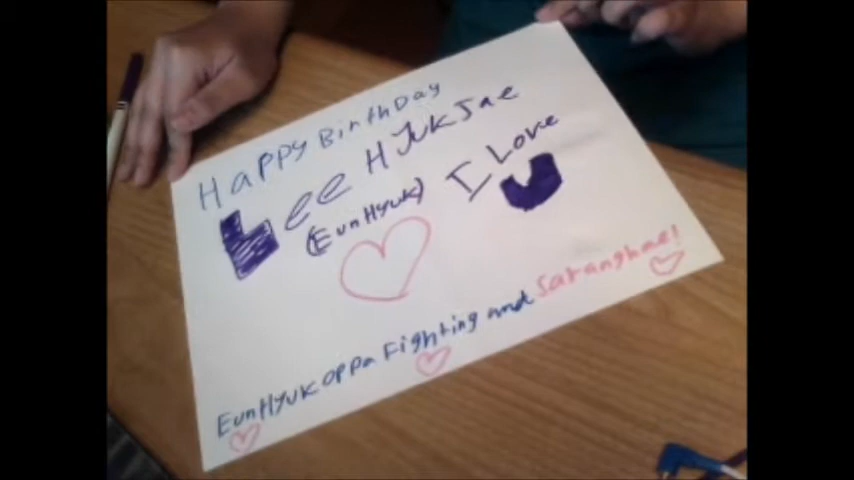 Happy BirthDay
Lee HyukJae
(EunHyuk) I Love U
EunHyuk oppa Fighting and Saranghae!